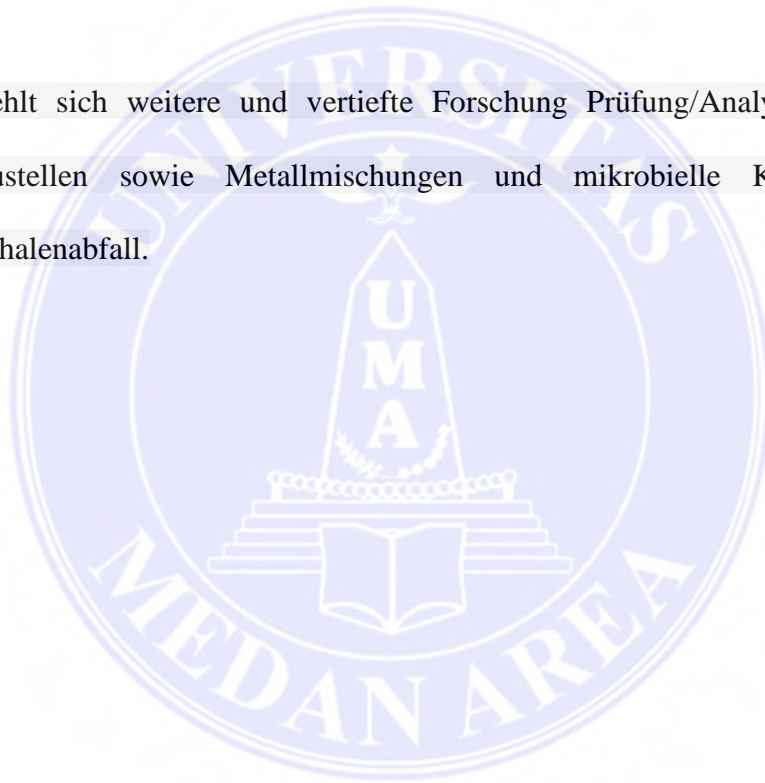 ehlt sich weitere und vertiefte Forschung Prüfung/Analy
ustellen sowie Metallmischungen und mikrobielle K
halenabfall.
UNIVERSITAS
UMA
MEDAN AREA